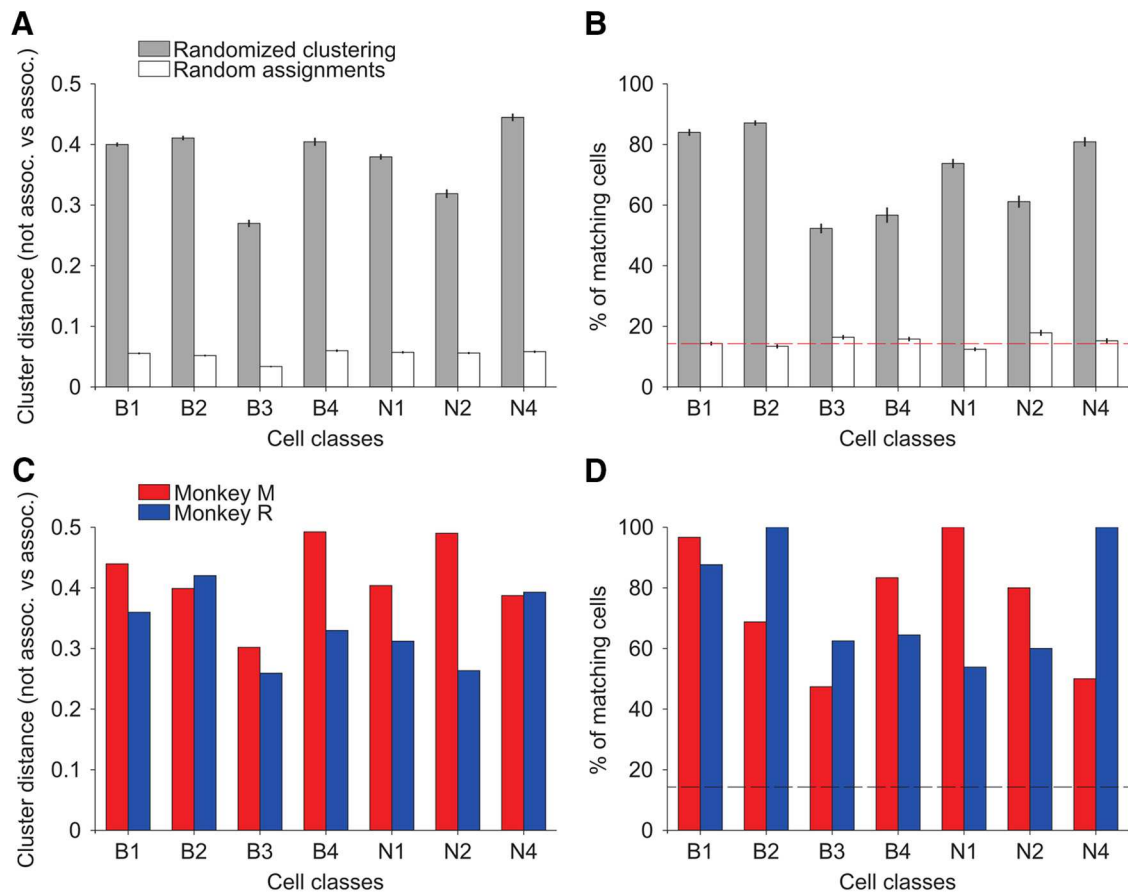 A
Randomized clustering
Random assignments
Cluster distance (not assoc. vs assoc.)
0.5
0.4
0.3
0.2
0.1
0
B1 B2 B3 B4 N1 N2 N4
Cell classes
B
% of matching cells
100
80
60
40
20
0
B1 B2 B3 B4 N1 N2 N4
Cell classes
C
Monkey M
Monkey R
Cluster distance (not assoc. vs assoc.)
0.5
0.4
0.3
0.2
0.1
0
B1 B2 B3 B4 N1 N2 N4
Cell classes
D
% of matching cells
100
80
60
40
20
0
B1 B2 B3 B4 N1 N2 N4
Cell classes